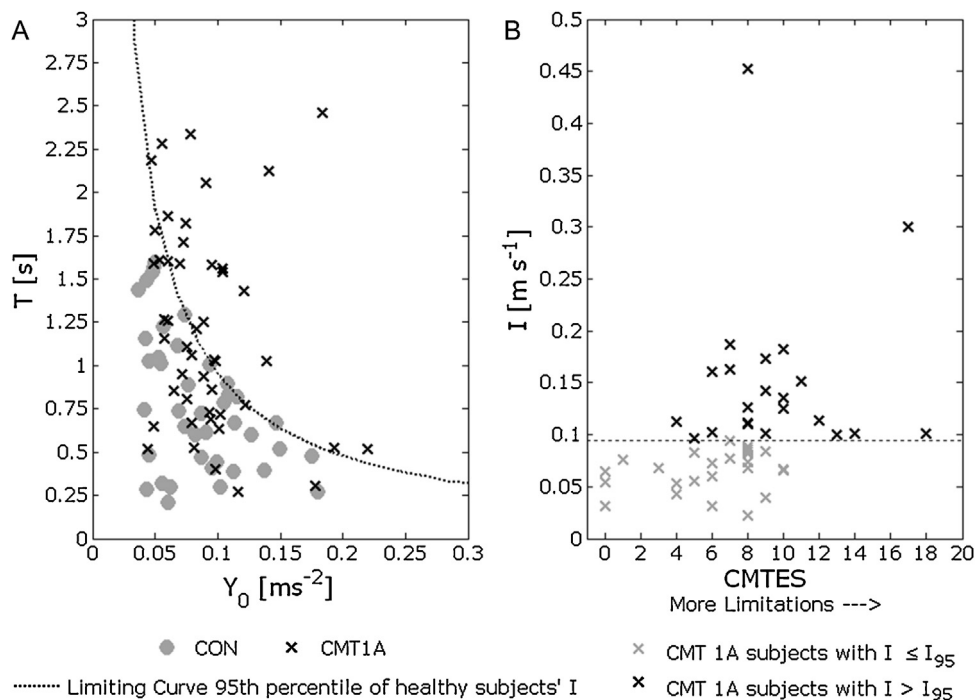 A
3
2.75
2.5
2.25
2
1.75
1.5
1.25
1
0.75
0.5
0.25
0
T [s]
0 0.05 0.1 0.15 0.2 0.25 0.3
Y0 [ms-2]
CON CMT1A
Limiting Curve 95th percentile of healthy subjects' I
B
0.5
0.45
0.4
0.35
0.3
0.25
0.2
0.15
0.1
0.05
0
I [m s-1]
0 2 4 6 8 10 12 14 16 18 20
CMTES
More Limitations --->
CMT 1A subjects with I ≤ I95
CMT 1A subjects with I > I95